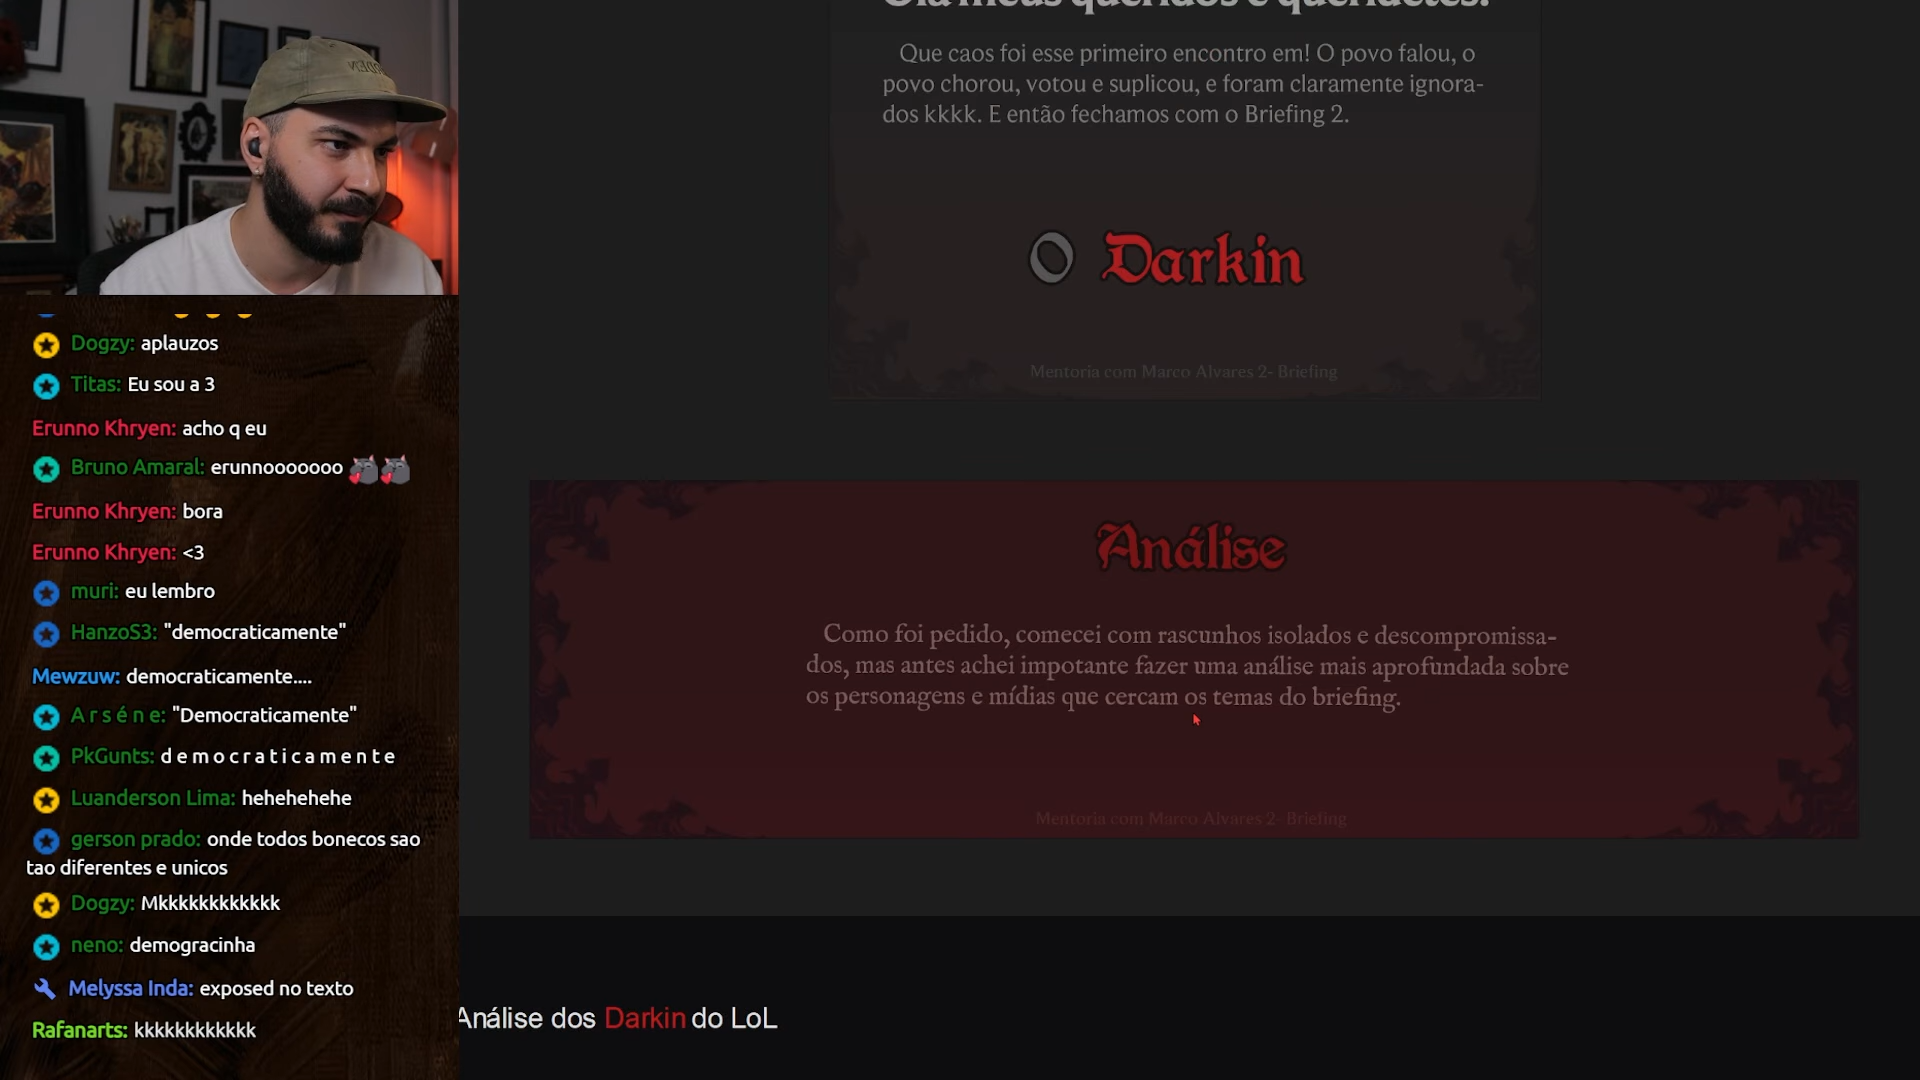 Olá meus queridos e queridetes!
Que caos foi esse primeiro encontro em! O povo falou, o
povo chorou, votou e suplicou, e foram claramente ignora-
dos kkkk. E então fechamos com o Briefing 2.
O Darkin
Mentoria com Marco Alvares 2- Briefing
Análise
Como foi pedido, comecei com rascunhos isolados e descompromissa-
dos, mas antes achei impotante fazer uma análise mais aprofundada sobre
os personagens e mídias que cercam os temas do briefing.
Mentoria com Marco Alvares 2- Briefing
Análise dos Darkin do LoL
Dogzy: aplauzos
Titas: Eu sou a 3
Erunno Khryen: acho q eu
Bruno Amaral: erunnooooooo
Erunno Khryen: bora
Erunno Khryen: <3
muri: eu lembro
HanzoS3: "democraticamente"
Mewzuw: democraticamente....
A r s é n e: "Democraticamente"
PkGunts: d e m o c r a t i c a m e n t e
Luanderson Lima: hehehehehe
gerson prado: onde todos bonecos sao
tao diferentes e unicos
Dogzy: Mkkkkkkkkkkkk
neno: demogracinha
Melyssa Inda: exposed no texto
Rafanarts: kkkkkkkkkkkk